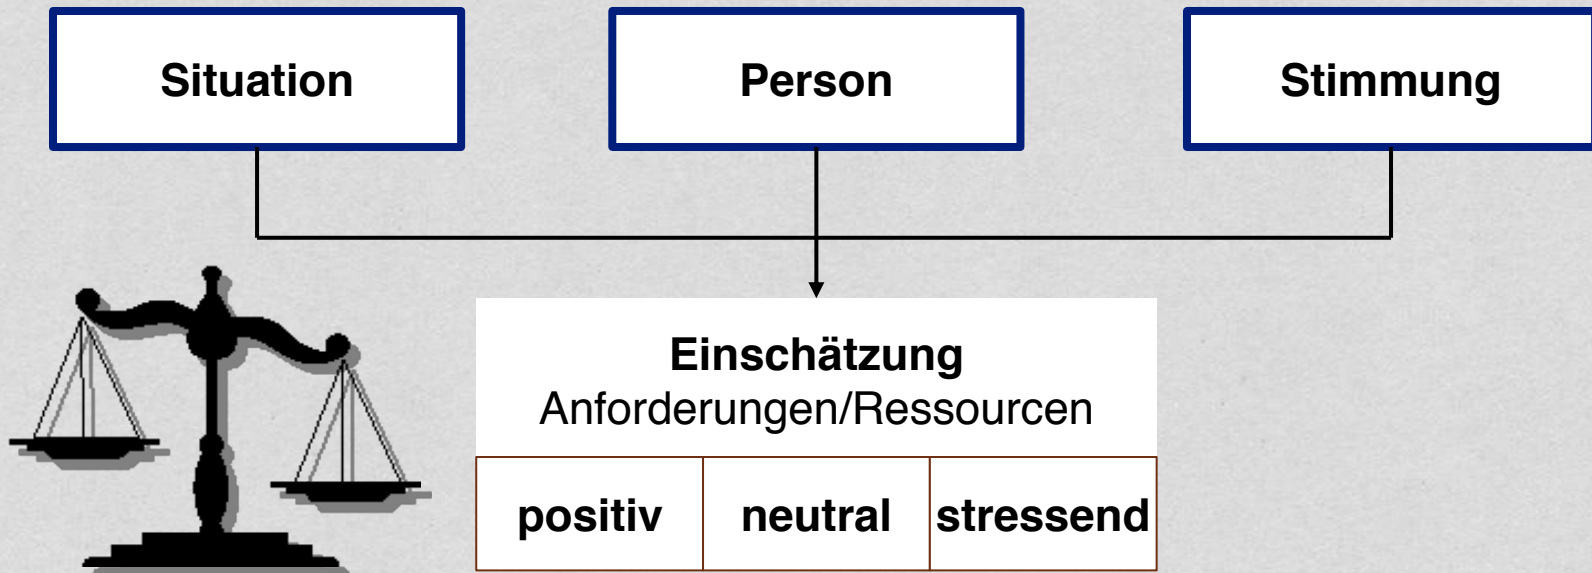 Situation
Person
Stimmung
Einschätzung
Anforderungen/Ressourcen
positiv
neutral
stressend